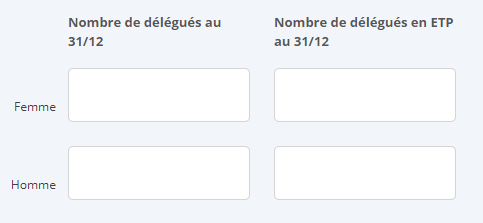 Nombre de délégués au
31/12
Nombre de délégués en ETP
au 31/12
Femme
Homme